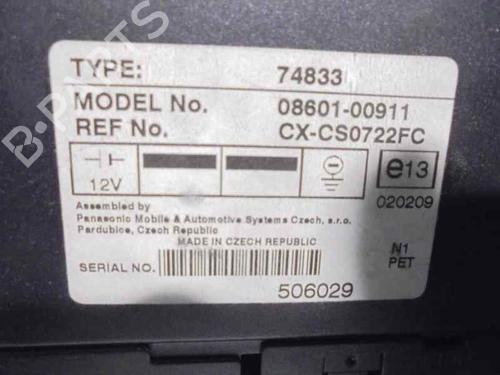 TYPE: 74833
MODEL No. 08601-00911
REF No. CX-CS0722FC
12V
e13
020209
Assembled by
Panasonic Mobile & Automotive Systems Czech, s.r.o.
Pardubice, Czech Republic
MADE IN CZECH REPUBLIC
N1
PET
SERIAL NO.
506029
B-PARTS